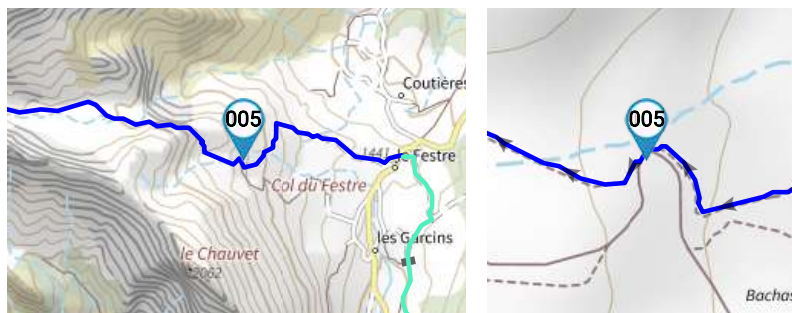 Coutières
005
1441
le Festre
Col du Festre
les Garcins
le Chauvet
2062
005
Bachas